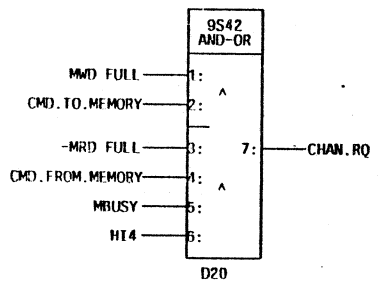 9S42
AND-OR
MWD FULL 1:
^
CMD.TO.MEMORY 2:
-MRD FULL 3: 7: CHAN.RQ
CMD.FROM.MEMORY 4:
^
MBUSY 5:
HI4 6:
D20